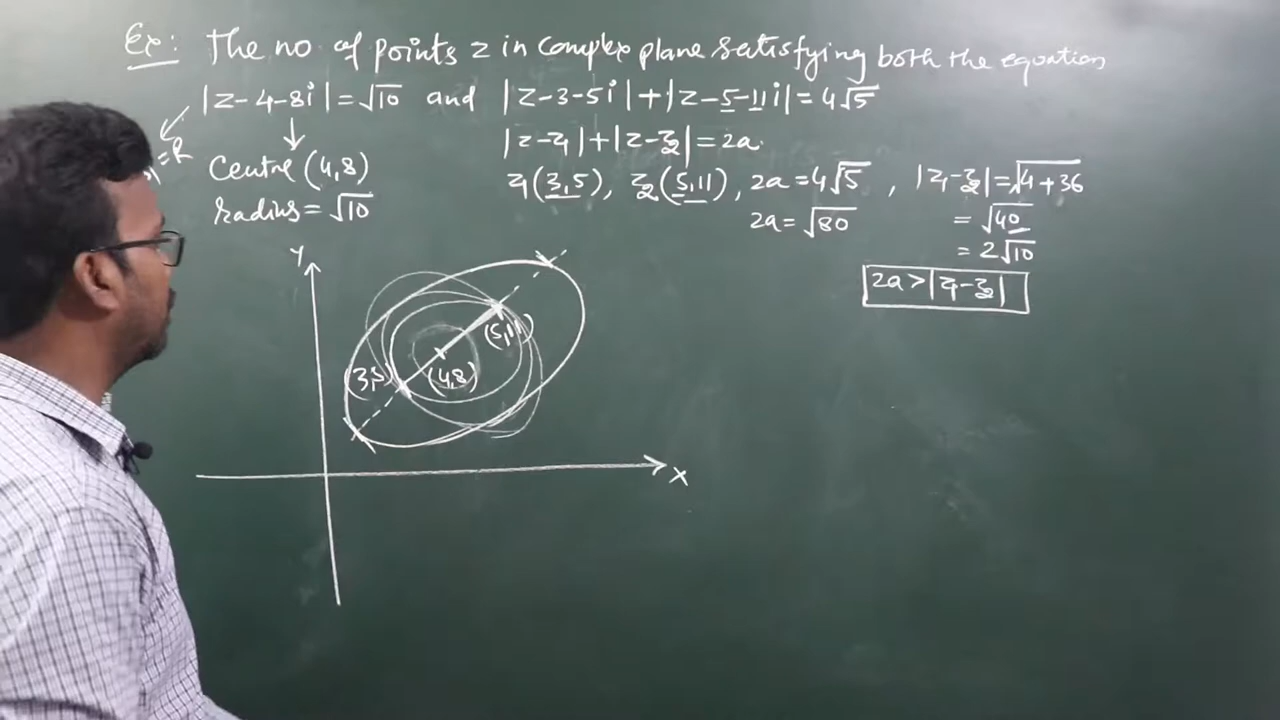 Ex: The no of points z in complex plane satisfying both the equation
|z-4-8i|=√10 and |z-3-5i|+|z-5-11i|=4√5
=R
Centre (4,8)
radius=√10
|z-z₁|+|z-z₂|=2a.
z₁(3,5), z₂(5,11), 2a=4√5, |z₁-z₂|=√4+36
2a=√80
=√40
=2√10
2a>|z₁-z₂|
Y
(5,11)
(3,5)
(4,8)
X